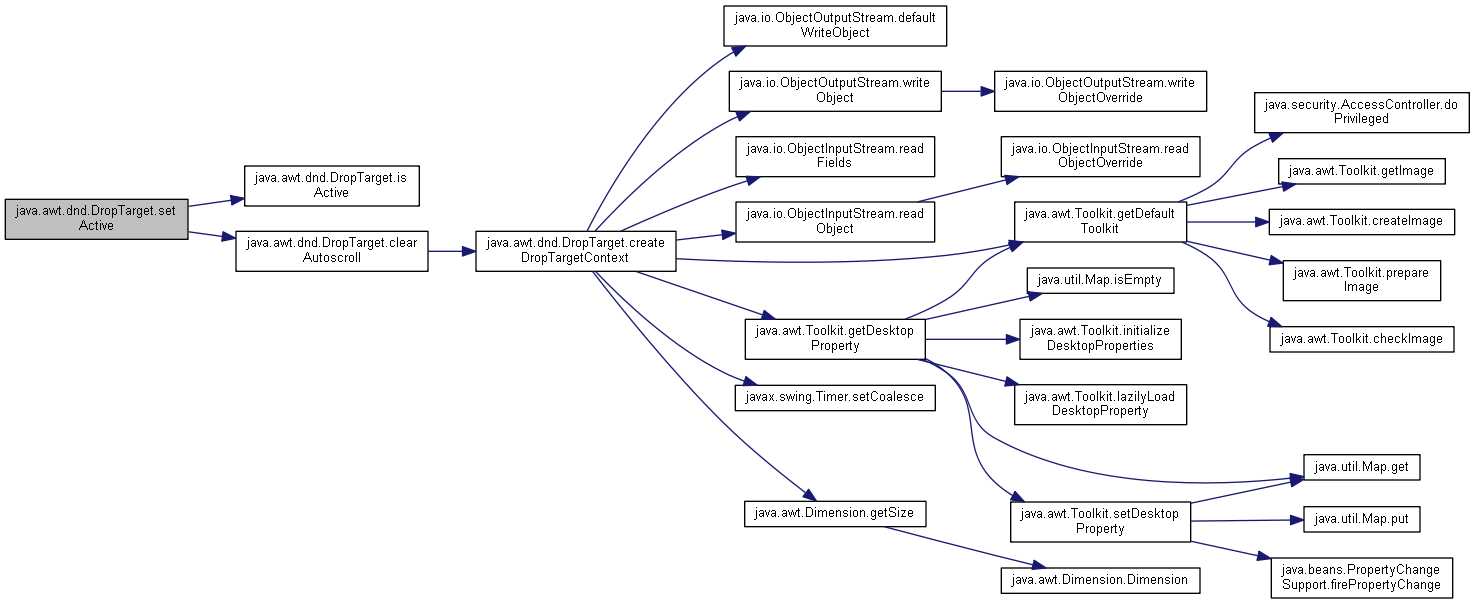 java.awt.dnd.DropTarget.set
Active
java.awt.dnd.DropTarget.is
Active
java.awt.dnd.DropTarget.clear
Autoscroll
java.awt.dnd.DropTarget.create
DropTargetContext
java.io.ObjectOutputStream.default
WriteObject
java.io.ObjectOutputStream.write
Object
java.io.ObjectInputStream.read
Fields
java.io.ObjectInputStream.read
Object
java.awt.Toolkit.getDesktop
Property
javax.swing.Timer.setCoalesce
java.awt.Dimension.getSize
java.io.ObjectOutputStream.write
ObjectOverride
java.io.ObjectInputStream.read
ObjectOverride
java.awt.Toolkit.getDefault
Toolkit
java.util.Map.isEmpty
java.awt.Toolkit.initialize
DesktopProperties
java.awt.Toolkit.lazilyLoad
DesktopProperty
java.awt.Toolkit.setDesktop
Property
java.awt.Dimension.Dimension
java.security.AccessController.do
Privileged
java.awt.Toolkit.getImage
java.awt.Toolkit.createImage
java.awt.Toolkit.prepare
Image
java.awt.Toolkit.checkImage
java.util.Map.get
java.util.Map.put
java.beans.PropertyChange
Support.firePropertyChange